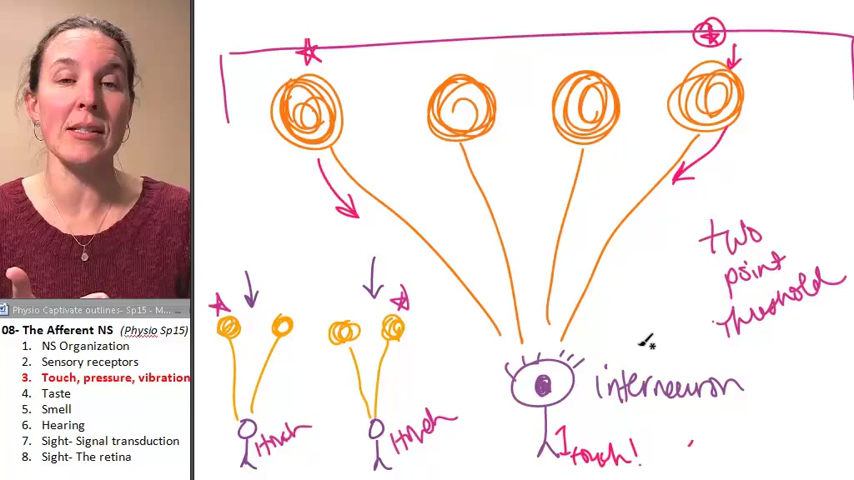 Physio Captivate outlines- Sp15 -
08- The Afferent NS (Physio Sp15)
1. NS Organization
2. Sensory receptors
3. Touch, pressure, vibration
4. Taste
5. Smell
6. Hearing
7. Sight- Signal transduction
8. Sight- The retina
two
point
threshold
interneuron
touch!
touch
touch